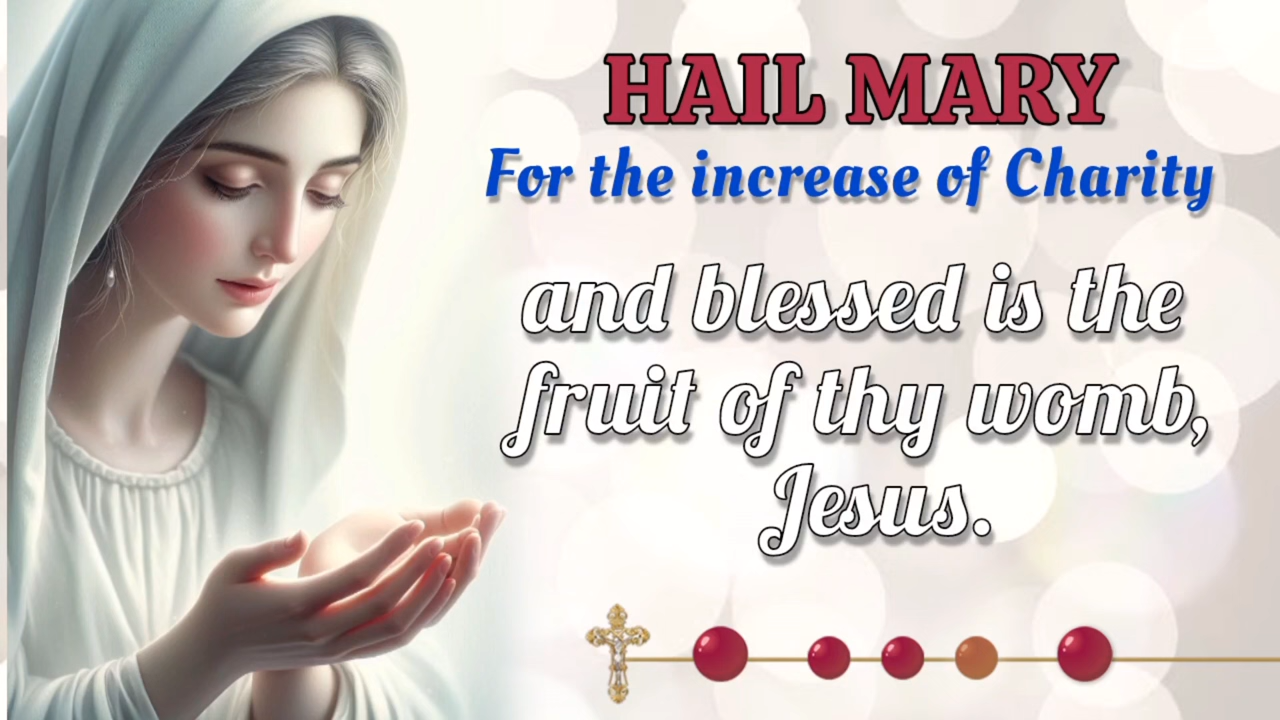 HAIL MARY
For the increase of Charity
and blessed is the
fruit of thy womb,
Jesus.